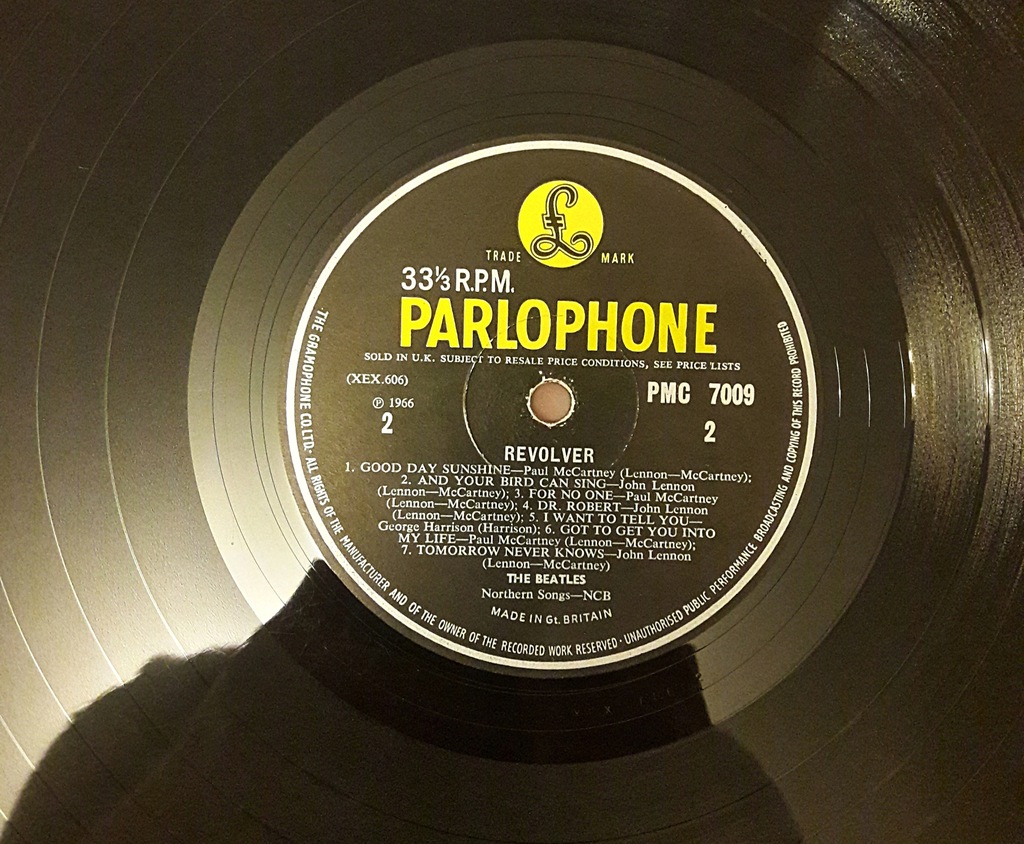 £
TRADE MARK
33⅓ R.P.M.
PARLOPHONE
SOLD IN U.K. SUBJECT TO RESALE PRICE CONDITIONS, SEE PRICE LISTS
(XEX.606)
PMC 7009
℗ 1966
2
2
REVOLVER
1. GOOD DAY SUNSHINE—Paul McCartney (Lennon—McCartney);
2. AND YOUR BIRD CAN SING—John Lennon
(Lennon—McCartney); 3. FOR NO ONE—Paul McCartney
(Lennon—McCartney); 4. DR. ROBERT—John Lennon
(Lennon—McCartney); 5. I WANT TO TELL YOU—
George Harrison (Harrison); 6. GOT TO GET YOU INTO
MY LIFE—Paul McCartney (Lennon—McCartney);
7. TOMORROW NEVER KNOWS—John Lennon
(Lennon—McCartney)
THE BEATLES
Northern Songs—NCB
MADE IN Gt. BRITAIN
THE GRAMOPHONE CO. LTD. · ALL RIGHTS OF THE MANUFACTURER AND OF THE OWNER OF THE RECORDED WORK RESERVED · UNAUTHORISED PUBLIC PERFORMANCE BROADCASTING AND COPYING OF THIS RECORD PROHIBITED